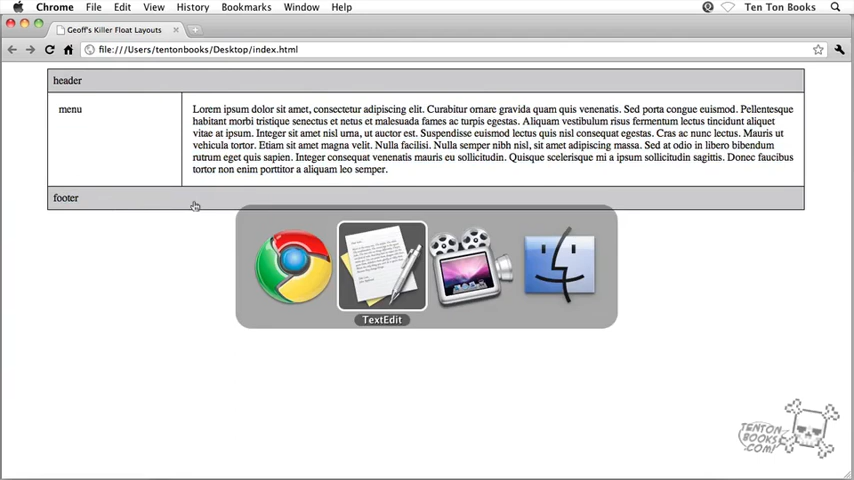 Chrome File Edit View History Bookmarks Window Help Ten Ton Books
Geoff's Killer Float Layouts
file:///Users/tentonbooks/Desktop/index.html
header
menu
Lorem ipsum dolor sit amet, consectetur adipiscing elit. Curabitur ornare gravida quam quis venenatis. Sed porta congue euismod. Pellentesque
habitant morbi tristique senectus et netus et malesuada fames ac turpis egestas. Aliquam vestibulum risus fermentum lectus tincidunt aliquet
vitae at ipsum. Integer sit amet nisl urna, ut auctor est. Suspendisse euismod lectus quis nisl consequat egestas. Cras ac nunc lectus. Mauris ut
vehicula tortor. Etiam sit amet magna velit. Nulla facilisi. Nulla semper nibh nisl, sit amet adipiscing massa. Sed at odio in libero bibendum
rutrum eget quis sapien. Integer consequat venenatis mauris eu sollicitudin. Quisque scelerisque mi a ipsum sollicitudin sagittis. Donec faucibus
tortor non enim porttitor a aliquam leo semper.
footer
TextEdit
TENTON
BOOKS
.COM!